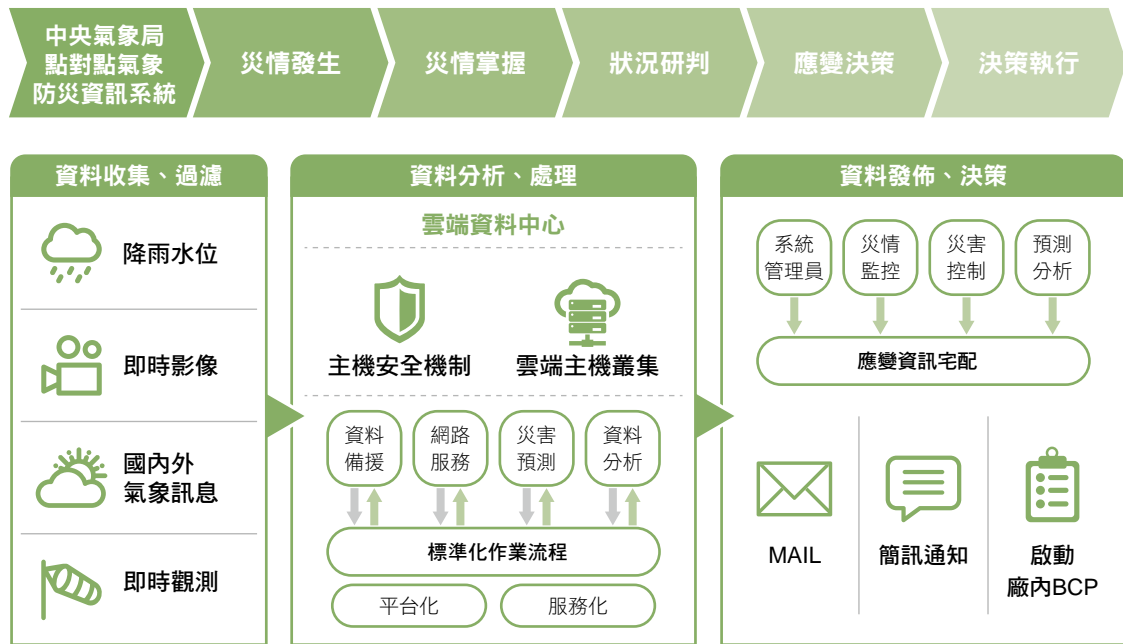 中央氣象局
點對點氣象
防災資訊系統
災情發生
災情掌握
狀況研判
應變決策
決策執行
資料收集、過濾
降雨水位
即時影像
國內外
氣象訊息
即時觀測
資料分析、處理
雲端資料中心
主機安全機制
雲端主機叢集
資料
備援
網路
服務
災害
預測
資料
分析
標準化作業流程
平台化
服務化
資料發佈、決策
系統
管理員
災情
監控
災害
控制
預測
分析
應變資訊宅配
MAIL
簡訊通知
啟動
廠內BCP